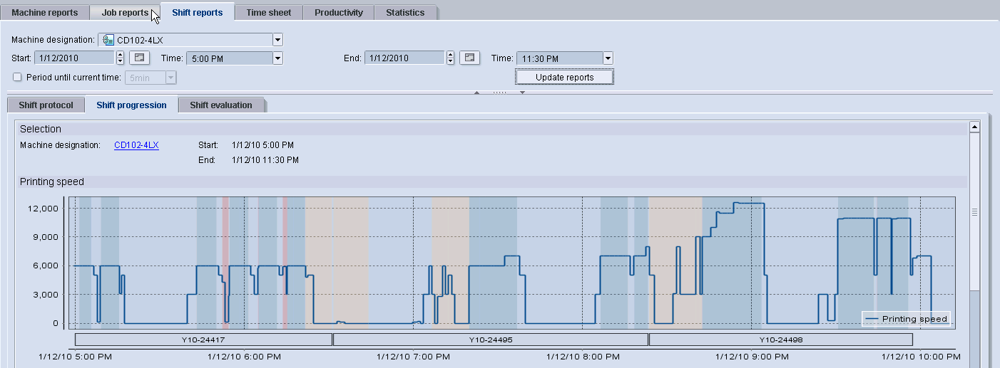 Machine reports Job reports Shift reports Time sheet Productivity Statistics
Machine designation: CD102-4LX
Start: 1/12/2010 Time: 5:00 PM End: 1/12/2010 Time: 11:30 PM
Period until current time: 5min Update reports
Shift protocol Shift progression Shift evaluation
Selection
Machine designation: CD102-4LX Start: 1/12/10 5:00 PM
End: 1/12/10 11:30 PM
Printing speed
12,000
9,000
6,000
3,000
Printing speed
0
Y10-24417 Y10-24495 Y10-24498
1/12/10 5:00 PM 1/12/10 6:00 PM 1/12/10 7:00 PM 1/12/10 8:00 PM 1/12/10 9:00 PM 1/12/10 10:00 PM